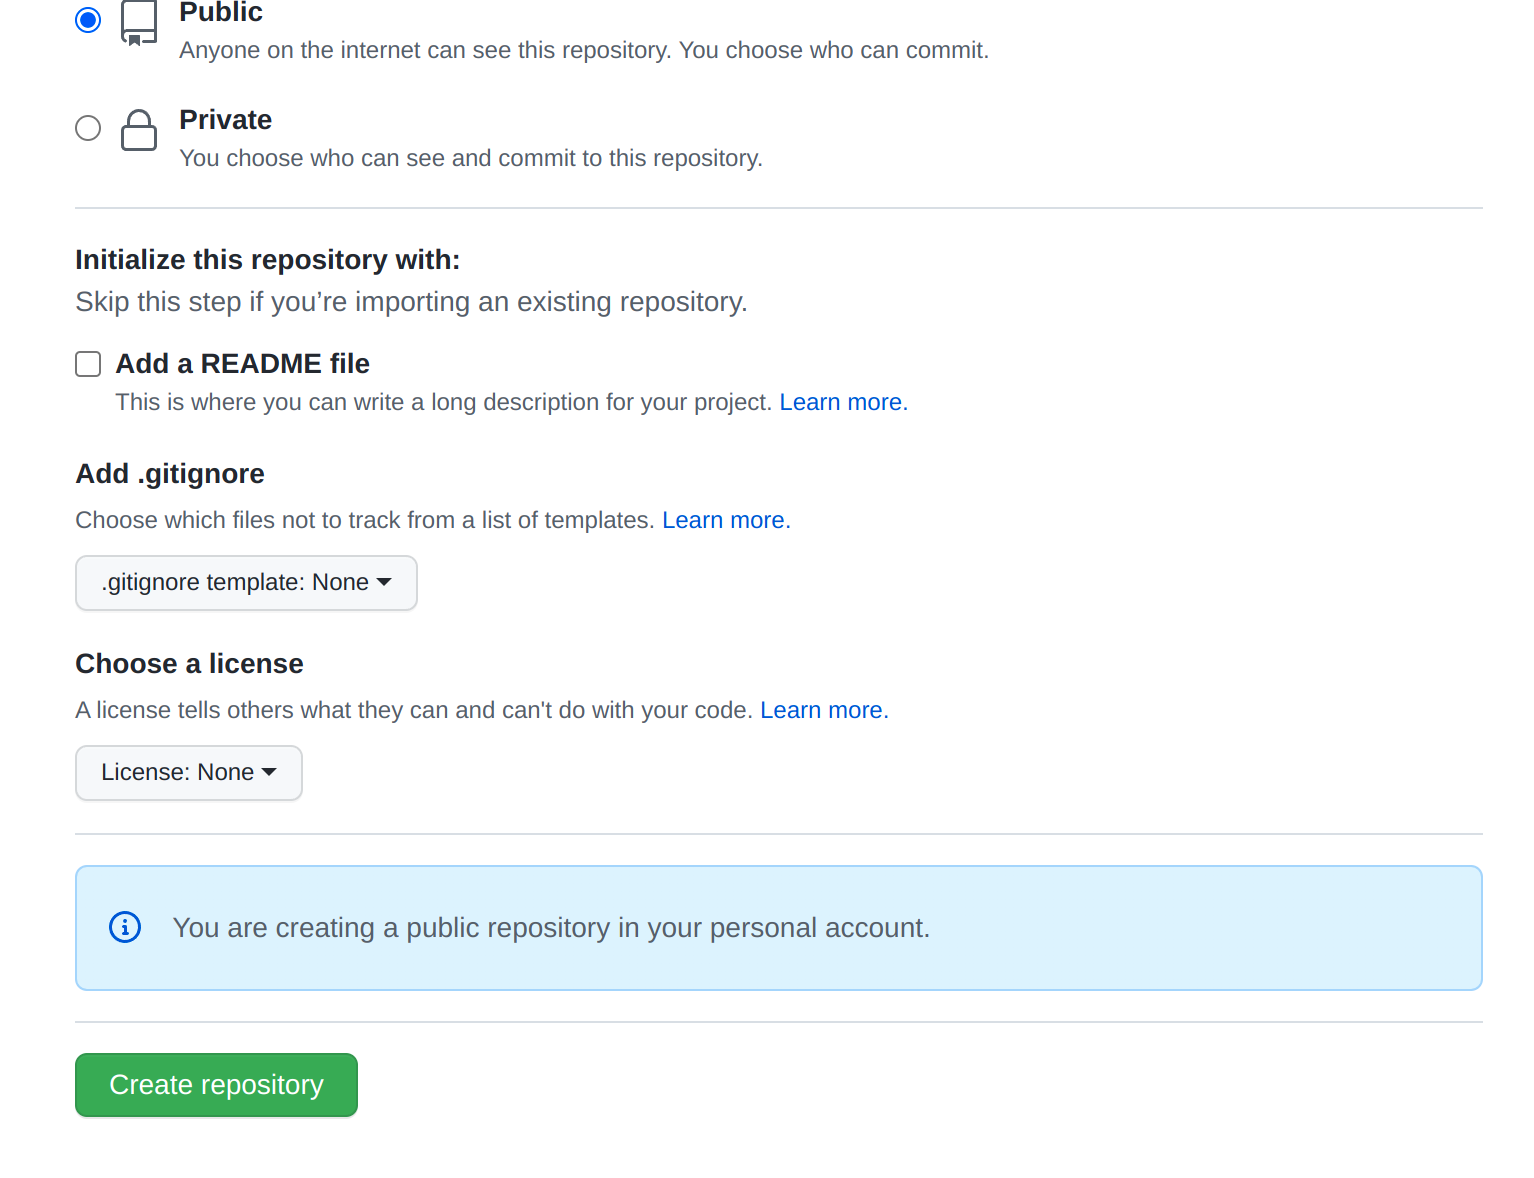 Public
Anyone on the internet can see this repository. You choose who can commit.
Private
You choose who can see and commit to this repository.
Initialize this repository with:
Skip this step if you’re importing an existing repository.
Add a README file
This is where you can write a long description for your project. Learn more.
Add .gitignore
Choose which files not to track from a list of templates. Learn more.
.gitignore template: None
Choose a license
A license tells others what they can and can't do with your code. Learn more.
License: None
You are creating a public repository in your personal account.
Create repository